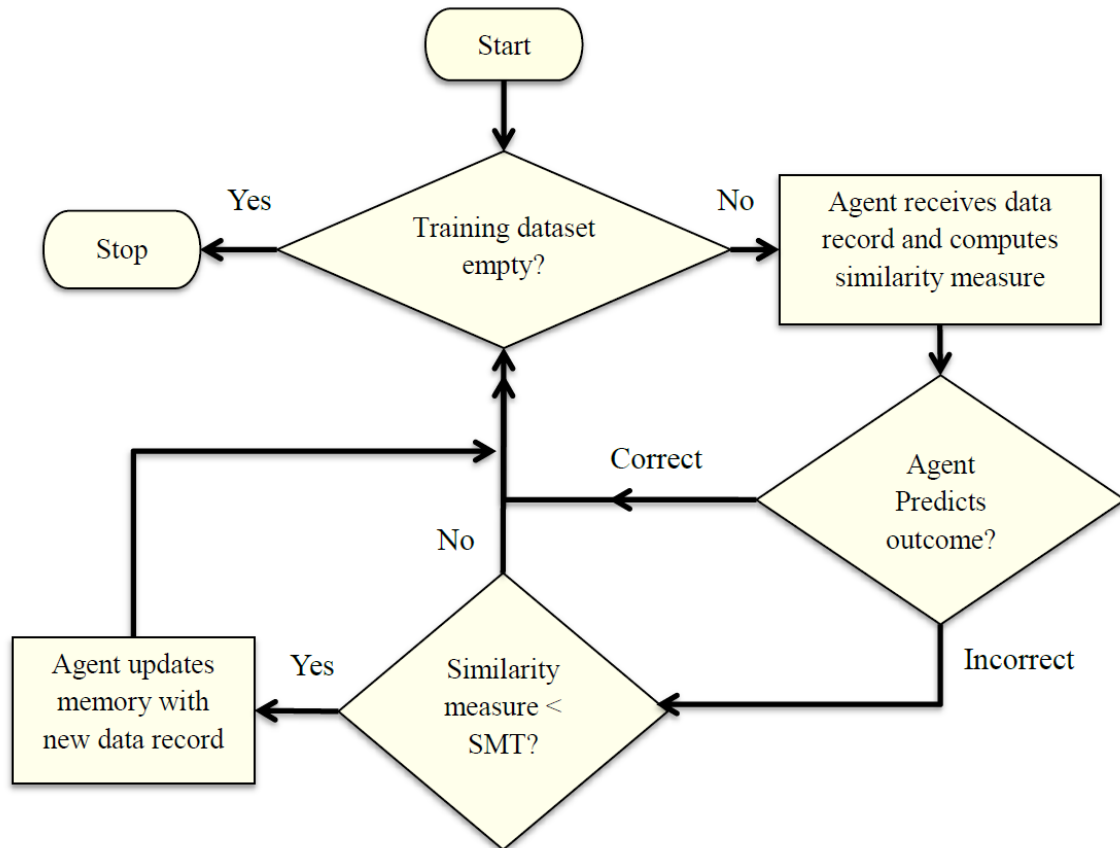 Start
Yes
No
Stop
Training dataset
empty?
Agent receives data
record and computes
similarity measure
Correct
Agent
Predicts
outcome?
No
Incorrect
Yes
Similarity
measure <
SMT?
Agent updates
memory with
new data record